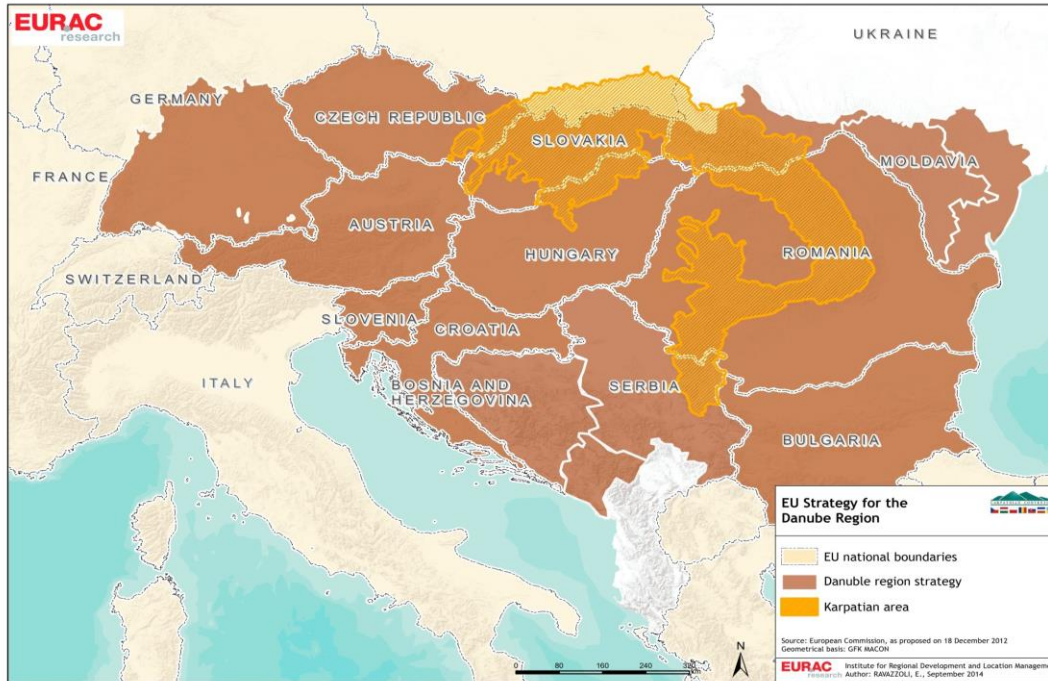 EURAC
research
UKRAINE
GERMANY
CZECH REPUBLIC
SLOVAKIA
MOLDAVIA
FRANCE
AUSTRIA
HUNGARY
ROMANIA
SWITZERLAND
SLOVENIA
CROATIA
ITALY
BOSNIA AND
HERZEGOVINA
SERBIA
BULGARIA
EU Strategy for the
Danube Region
EU national boundaries
Danuble region strategy
Karpatian area
Source: European Commission, as proposed on 18 December 2012
Geometrical basis: GFK MACON
N
0 80 160 240 320
EURAC
research
Institute for Regional Development and Location Manageme
Author: RAVAZZOLI, E., September 2014